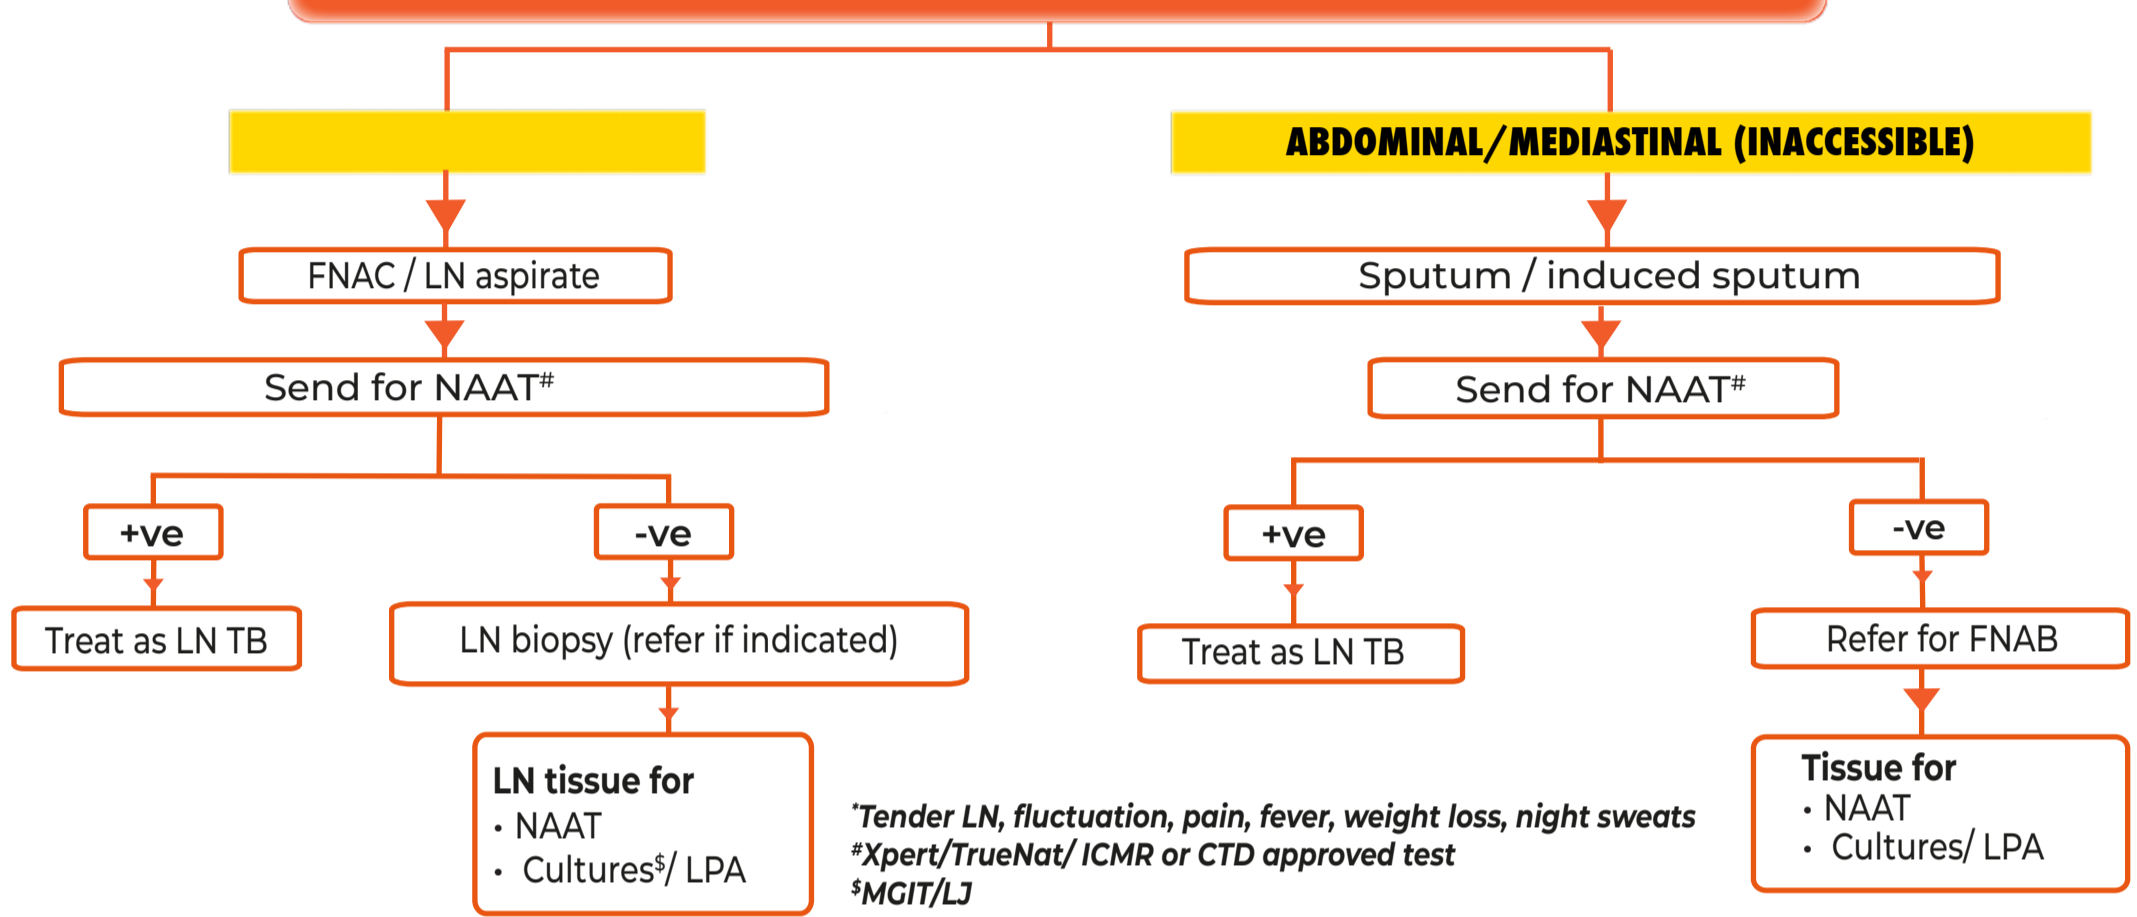 ABDOMINAL/MEDIASTINAL (INACCESSIBLE)
FNAC / LN aspirate
Send for NAAT#
+ve
-ve
Treat as LN TB
LN biopsy (refer if indicated)
LN tissue for
• NAAT
• Cultures$/ LPA
Sputum / induced sputum
Send for NAAT#
+ve
-ve
Treat as LN TB
Refer for FNAB
Tissue for
• NAAT
• Cultures/ LPA
*Tender LN, fluctuation, pain, fever, weight loss, night sweats
#Xpert/TrueNat/ ICMR or CTD approved test
$MGIT/LJ